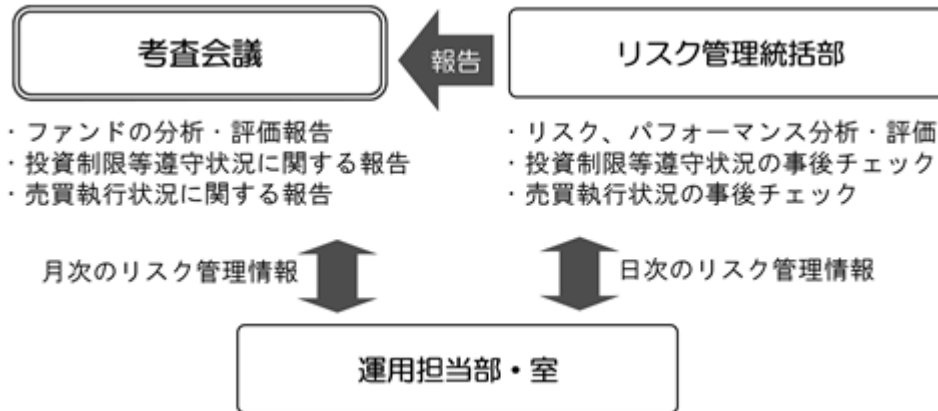 考査会議
報告
リスク管理統括部
・ファンドの分析・評価報告
・投資制限等遵守状況に関する報告
・売買執行状況に関する報告
・リスク、パフォーマンス分析・評価
・投資制限等遵守状況の事後チェック
・売買執行状況の事後チェック
月次のリスク管理情報
日次のリスク管理情報
運用担当部・室